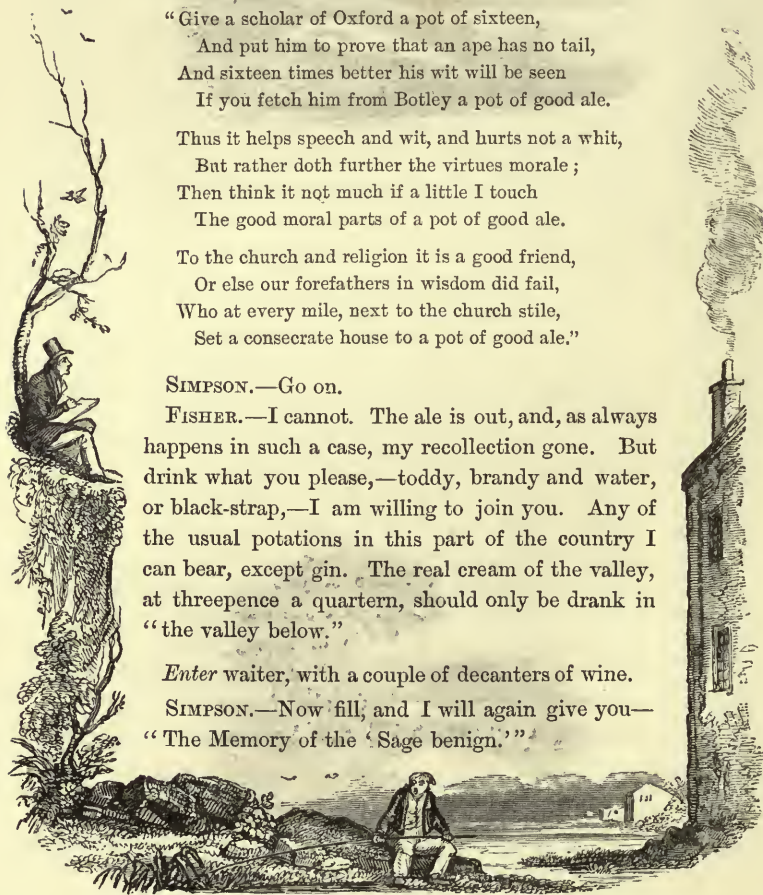 “Give a scholar of Oxford a pot of sixteen,
And put him to prove that an ape has no tail,
And sixteen times better his wit will be seen
If you fetch him from Botley a pot of good ale.
Thus it helps speech and wit, and hurts not a whit,
But rather doth further the virtues morale;
Then think it not much if a little I touch
The good moral parts of a pot of good ale.
To the church and religion it is a good friend,
Or else our forefathers in wisdom did fail,
Who at every mile, next to the church stile,
Set a consecrate house to a pot of good ale.”
SIMPSON.—Go on.
FISHER.—I cannot. The ale is out, and, as always
happens in such a case, my recollection gone. But
drink what you please,—toddy, brandy and water,
or black-strap,—I am willing to join you. Any of
the usual potations in this part of the country I
can bear, except gin. The real cream of the valley,
at threepence a quartern, should only be drank in
“the valley below.”
Enter waiter, with a couple of decanters of wine.
SIMPSON.—Now fill, and I will again give you—
“The Memory of the ‘Sage benign.’”